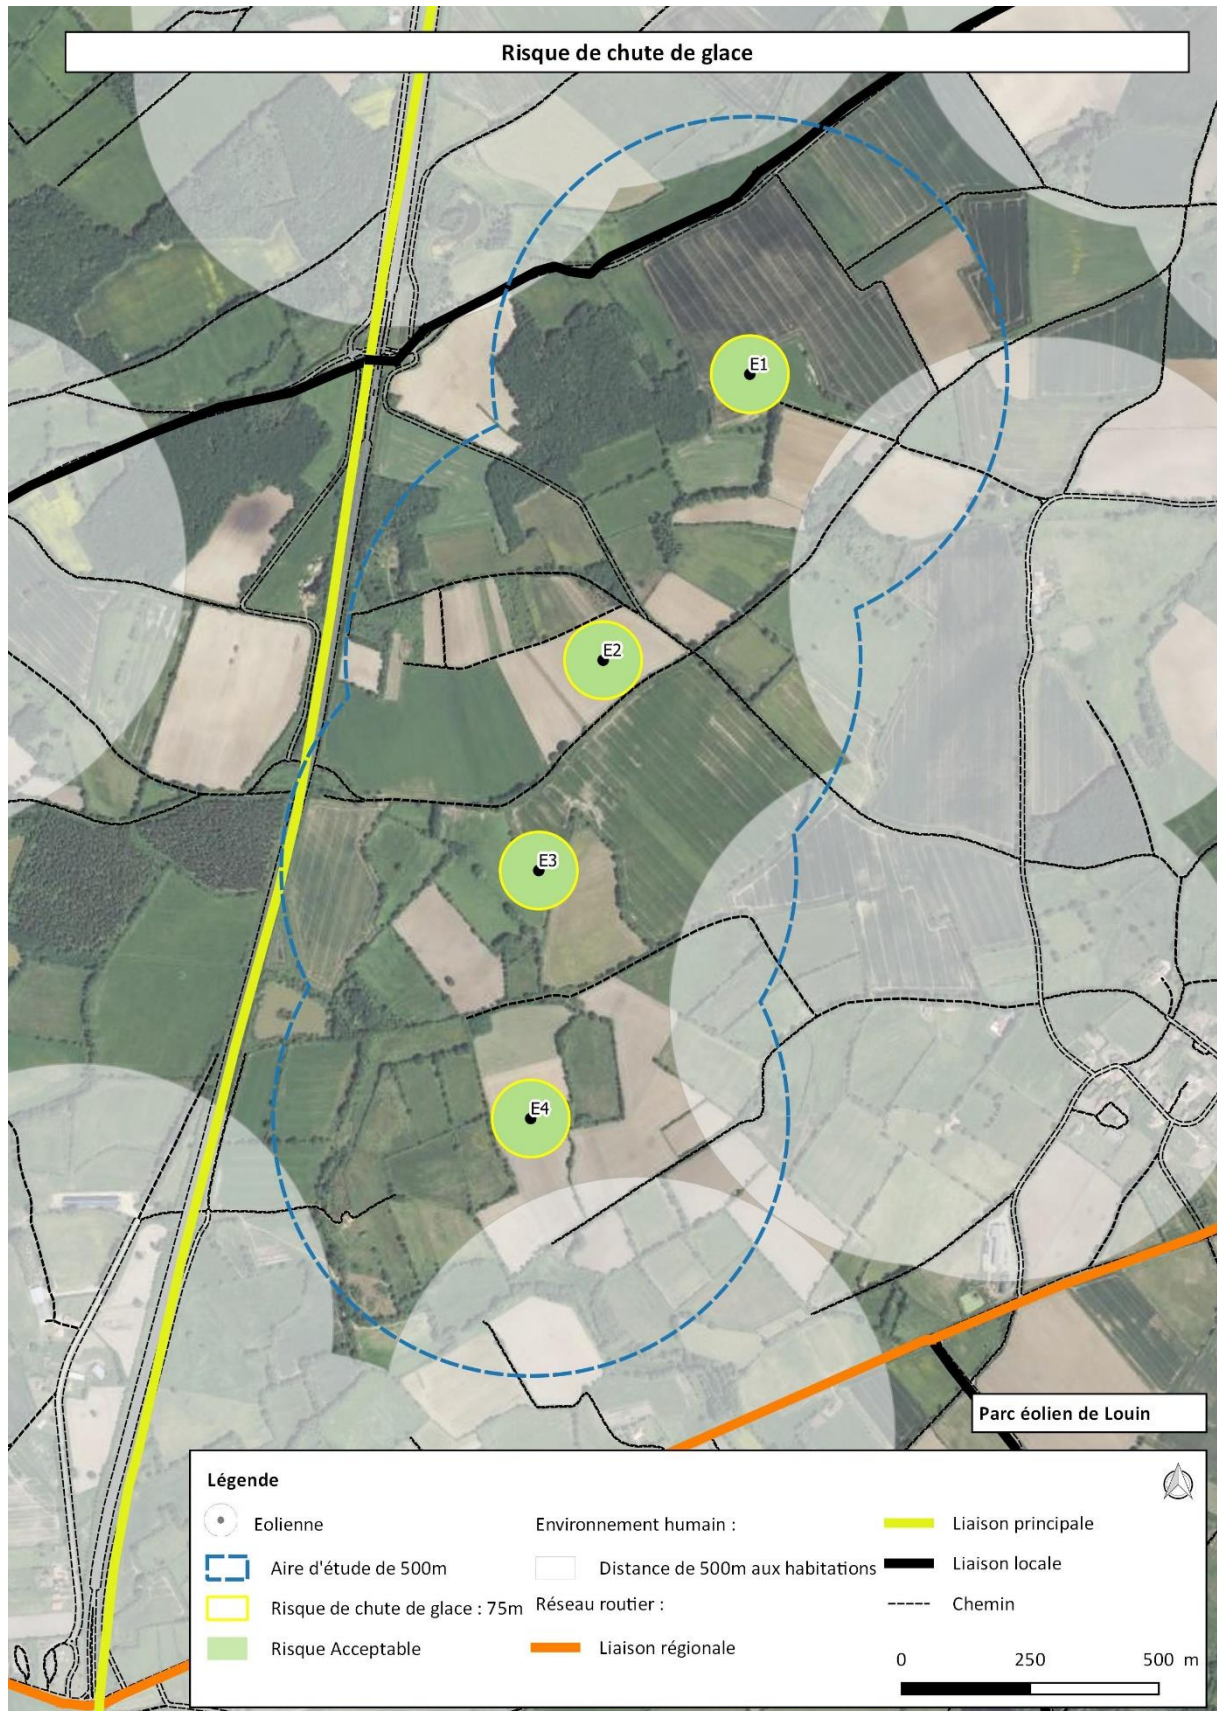 Risque de chute de glace
E1
E2
E3
E4
Parc éolien de Louin
Légende
Eolienne
Aire d'étude de 500m
Risque de chute de glace : 75m
Risque Acceptable
Environnement humain :
Distance de 500m aux habitations
Réseau routier :
Liaison régionale
Liaison principale
Liaison locale
Chemin
0 250 500 m